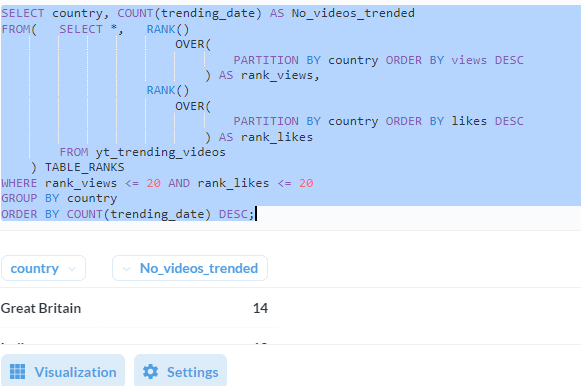 SELECT country, COUNT(trending_date) AS No_videos_trended
FROM( SELECT *, RANK()
OVER(
PARTITION BY country ORDER BY views DESC
) AS rank_views,
RANK()
OVER(
PARTITION BY country ORDER BY likes DESC
) AS rank_likes
FROM yt_trending_videos
) TABLE_RANKS
WHERE rank_views <= 20 AND rank_likes <= 20
GROUP BY country
ORDER BY COUNT(trending_date) DESC;
country No_videos_trended
Great Britain 14
Visualization Settings